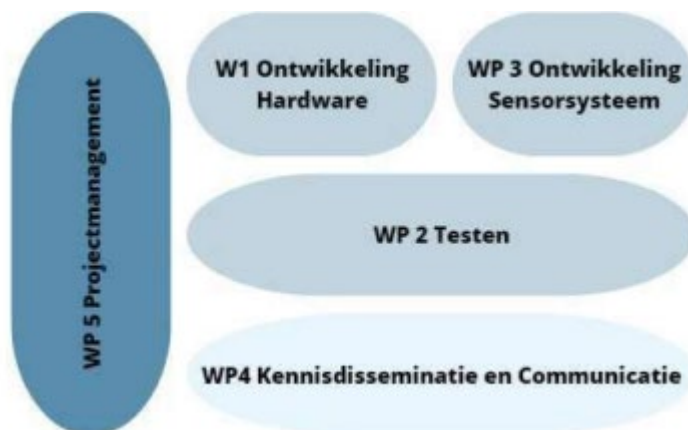 WP 5 Projectmanagement
W1 Ontwikkeling
Hardware
WP 3 Ontwikkeling
Sensorsysteem
WP 2 Testen
WP4 Kennisdisseminatie en Communicatie